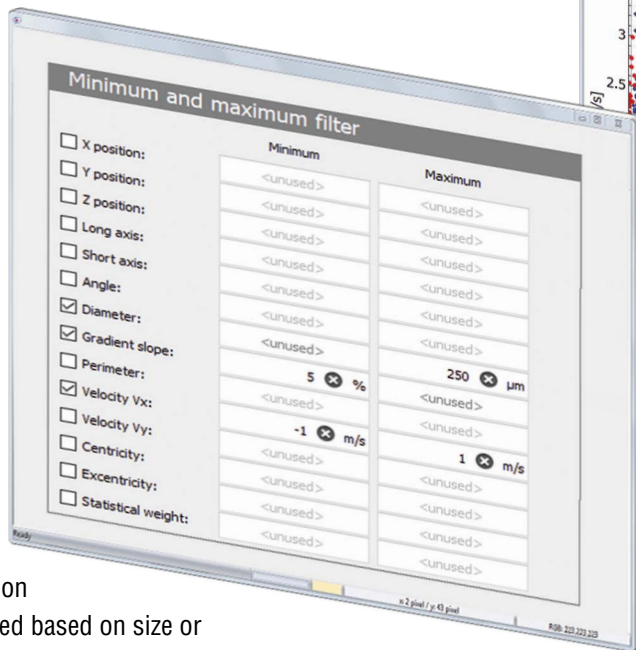 3
2.5
/s]
Minimum and maximum filter
Minimum Maximum
X position: <unused> <unused>
Y position: <unused> <unused>
Z position: <unused> <unused>
Long axis: <unused> <unused>
Short axis: <unused> <unused>
Angle: <unused> <unused>
Diameter: <unused> 250 µm
Gradient slope: 5 % <unused>
Perimeter: <unused> <unused>
Velocity Vx: -1 m/s 1 m/s
Velocity Vy: <unused> <unused>
Centricity: <unused> <unused>
Excentricity: <unused> <unused>
Statistical weight: <unused> <unused>
Ready x: 2 pixel / y: 43 pixel RGB: 223,223,223
on
ed based on size or